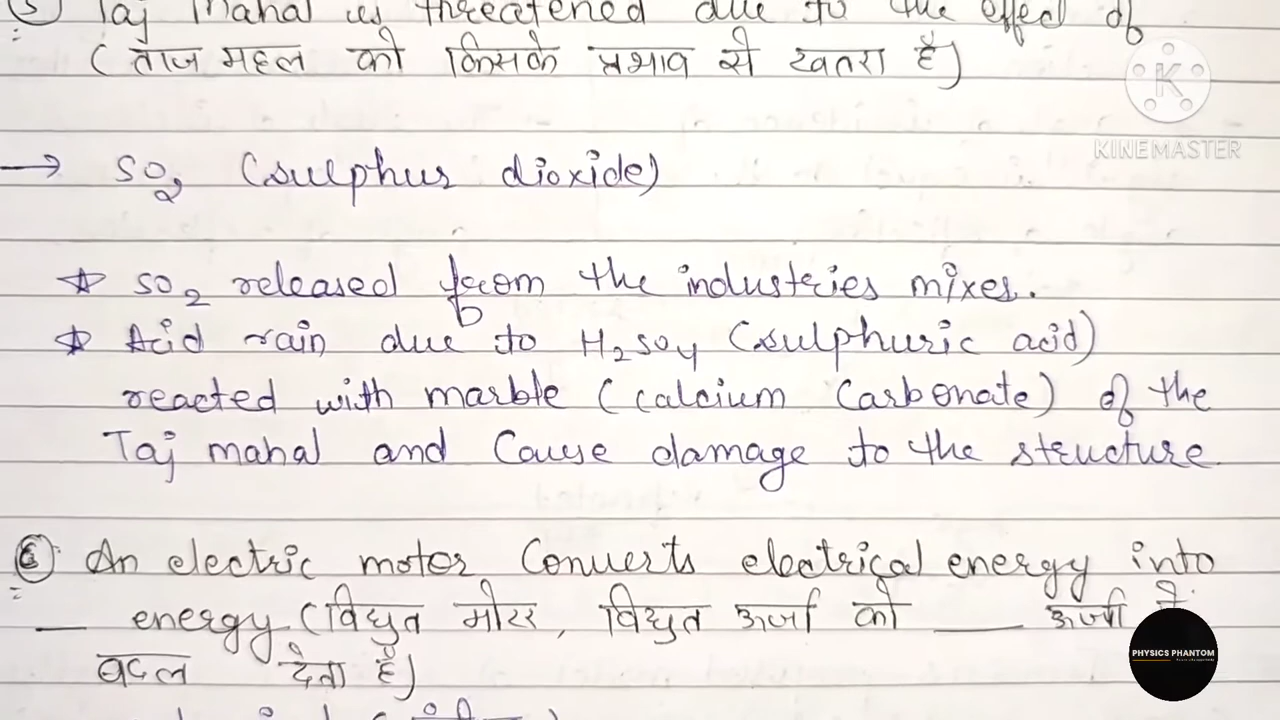 5 Taj Mahal is threatened due to the effect of
(ताज महल को किसके प्रभाव से खतरा है)
KINEMASTER
→ SO2 (sulphur dioxide)
☆ SO2 released from the industries mixes.
☆ Acid rain due to H2SO4 (sulphuric acid)
reacted with marble (calcium Carbonate) of the
Taj mahal and Cause damage to the structure
6 An electric motor Converts electrical energy into
__ energy. (विद्युत मोटर, विद्युत ऊर्जा को ___ ऊर्जा में
बदल देता है)
PHYSICS PHANTOM